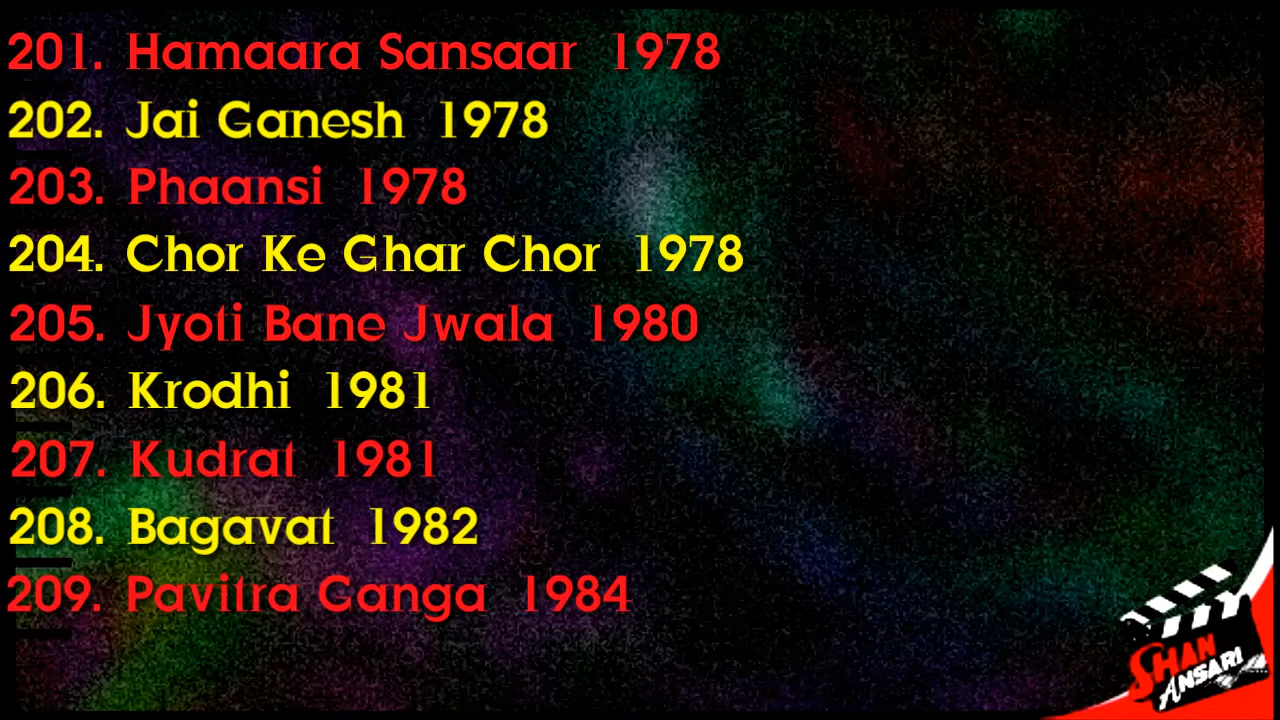 201. Hamaara Sansaar 1978
202. Jai Ganesh 1978
203. Phaansi 1978
204. Chor Ke Ghar Chor 1978
205. Jyoti Bane Jwala 1980
206. Krodhi 1981
207. Kudrat 1981
208. Bagavat 1982
209. Pavitra Ganga 1984
SHAN
ANSARI